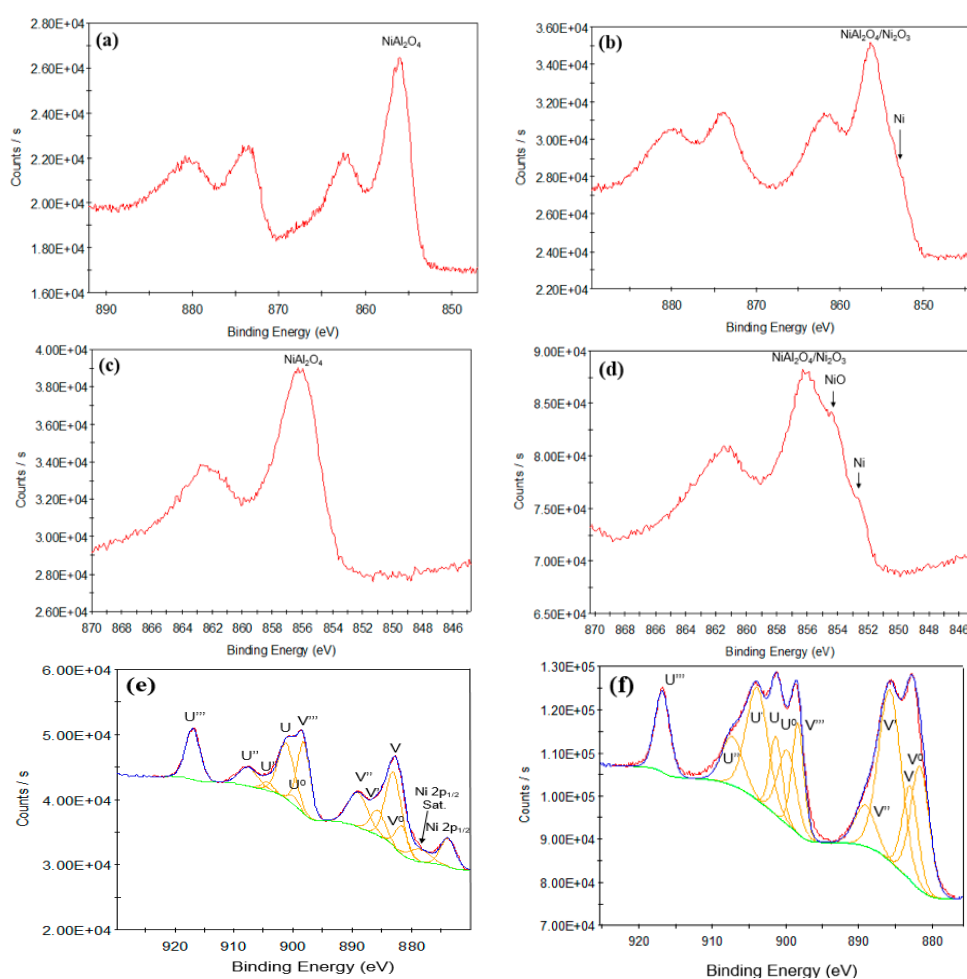 (a)
NiAl₂O₄
2.80E+04
2.60E+04
2.40E+04
2.20E+04
2.00E+04
1.80E+04
1.60E+04
Counts / s
890 880 870 860 850
Binding Energy (eV)
(b)
NiAl₂O₄/Ni₂O₃
Ni
3.60E+04
3.40E+04
3.20E+04
3.00E+04
2.80E+04
2.60E+04
2.40E+04
2.20E+04
Counts / s
880 870 860 850
Binding Energy (eV)
(c)
NiAl₂O₄
4.00E+04
3.80E+04
3.60E+04
3.40E+04
3.20E+04
3.00E+04
2.80E+04
2.60E+04
Counts / s
870 868 866 864 862 860 858 856 854 852 850 848 846
Binding Energy (eV)
(d)
NiAl₂O₄/Ni₂O₃
NiO
Ni
9.00E+04
8.50E+04
8.00E+04
7.50E+04
7.00E+04
6.50E+04
Counts / s
870 868 866 864 862 860 858 856 854 852 850 848 846
Binding Energy (eV)
(e)
6.00E+04
5.00E+04
4.00E+04
3.00E+04
2.00E+04
Counts / s
U''' U'' U' U U⁰ V''' V'' V' V V⁰
Ni 2p₁/₂
Sat.
Ni 2p₁/₂
920 910 900 890 880
Binding Energy (eV)
(f)
1.30E+05
1.20E+05
1.10E+05
1.00E+05
9.00E+04
8.00E+04
7.00E+04
Counts / s
U''' U'' U' U U⁰ V''' V'' V' V V⁰
920 910 900 890 880
Binding Energy (eV)